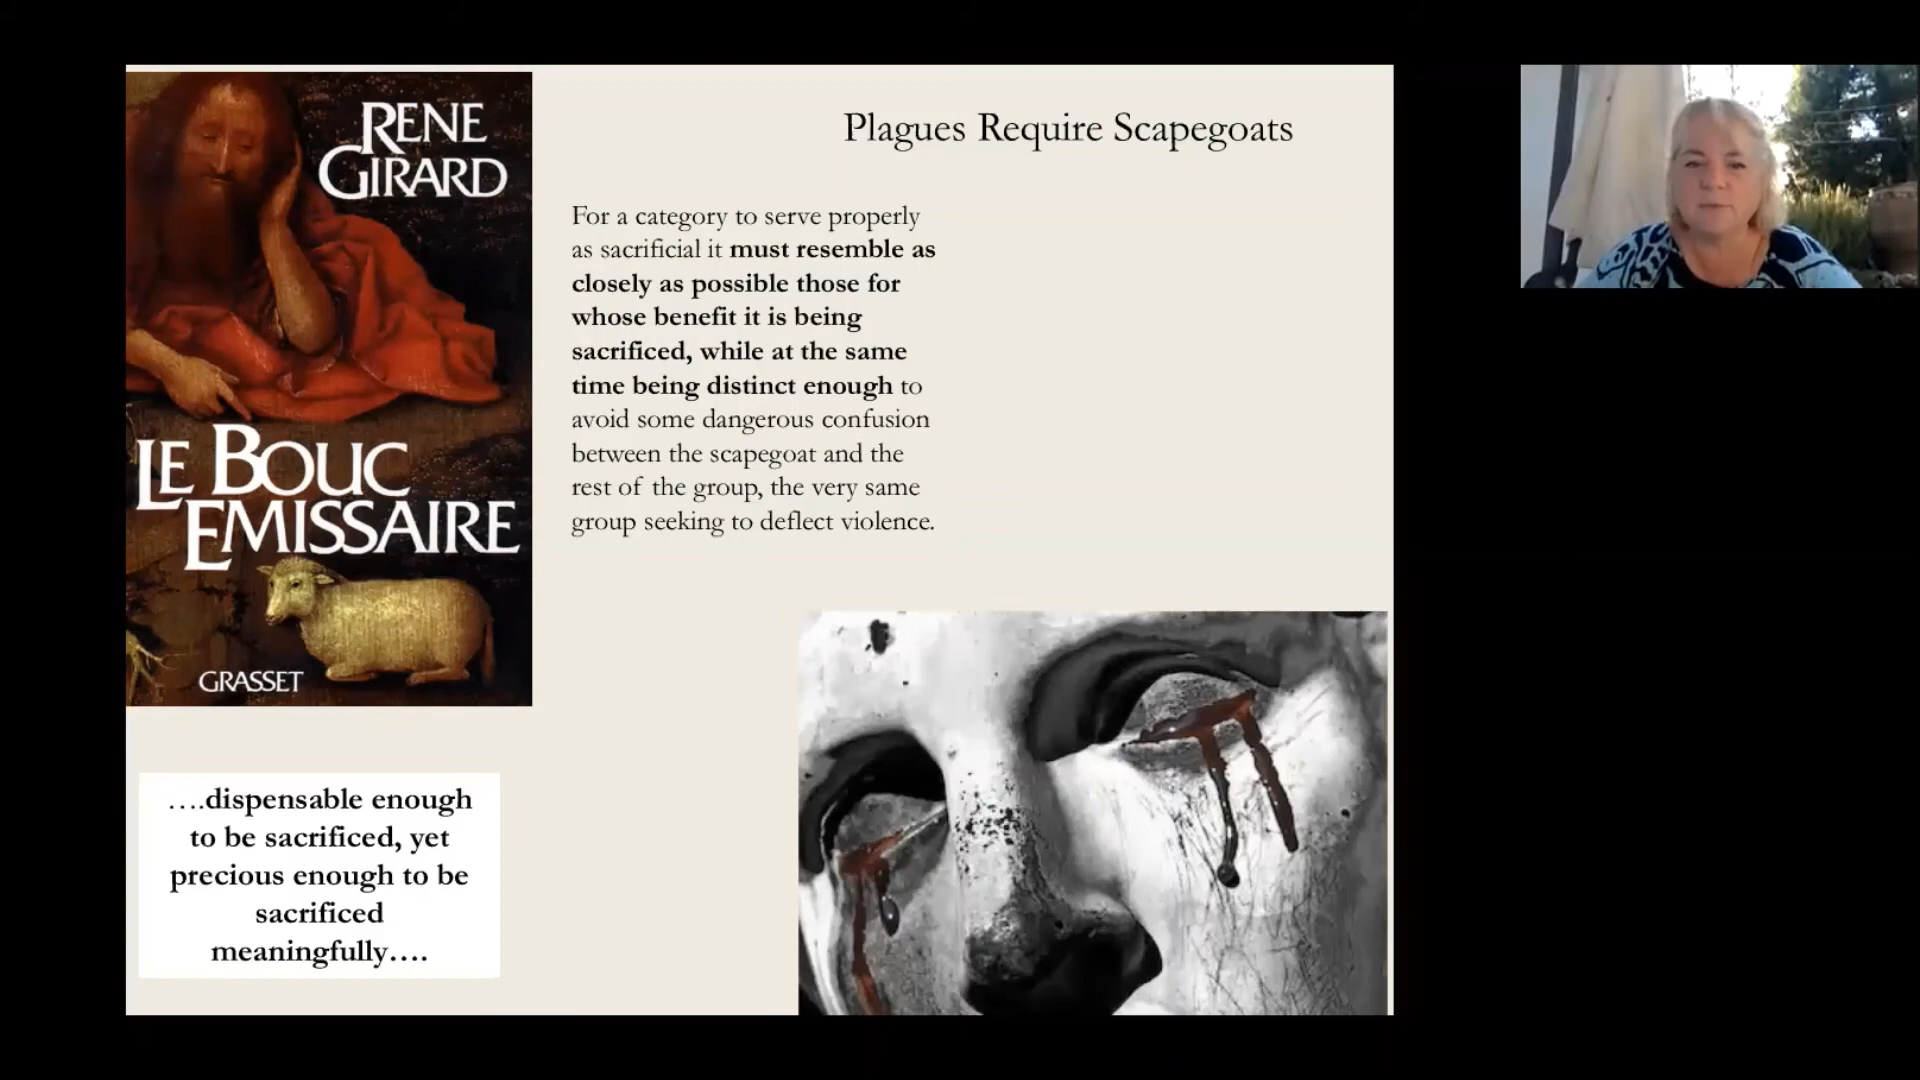 RENE
GIRARD
LE BOUC
EMISSAIRE
GRASSET
Plagues Require Scapegoats
For a category to serve properly
as sacrificial it must resemble as
closely as possible those for
whose benefit it is being
sacrificed, while at the same
time being distinct enough to
avoid some dangerous confusion
between the scapegoat and the
rest of the group, the very same
group seeking to deflect violence.
….dispensable enough
to be sacrificed, yet
precious enough to be
sacrificed
meaningfully….